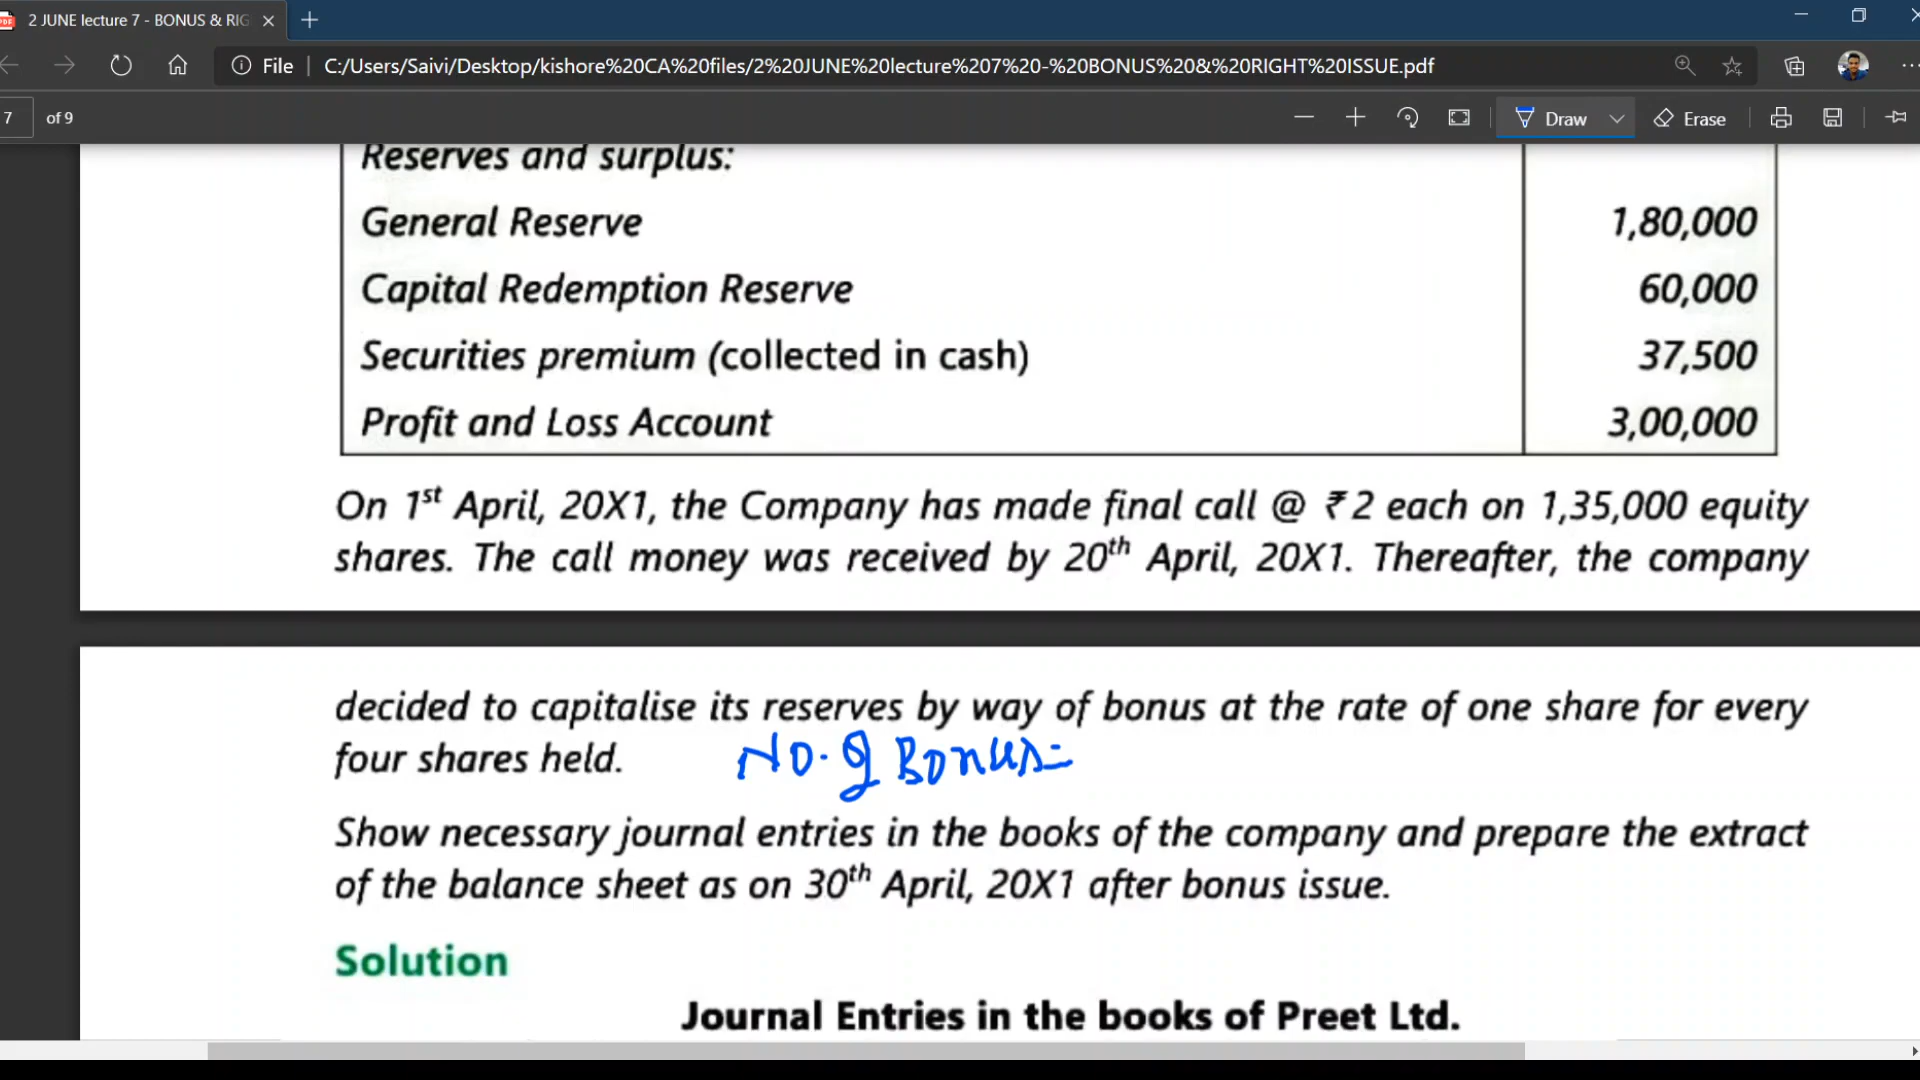 2 JUNE lecture 7 - BONUS & RIG
File C:/Users/Saivi/Desktop/kishore%20CA%20files/2%20JUNE%20lecture%207%20-%20BONUS%20&%20RIGHT%20ISSUE.pdf
7 of 9 Draw Erase
Reserves and surplus:
General Reserve 1,80,000
Capital Redemption Reserve 60,000
Securities premium (collected in cash) 37,500
Profit and Loss Account 3,00,000
On 1st April, 20X1, the Company has made final call @ ₹ 2 each on 1,35,000 equity
shares. The call money was received by 20th April, 20X1. Thereafter, the company
decided to capitalise its reserves by way of bonus at the rate of one share for every
four shares held. No. of Bonus=
Show necessary journal entries in the books of the company and prepare the extract
of the balance sheet as on 30th April, 20X1 after bonus issue.
Solution
Journal Entries in the books of Preet Ltd.